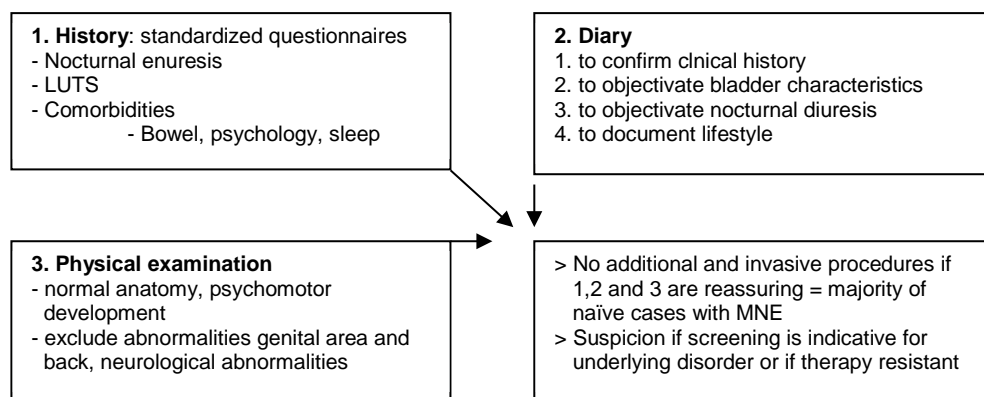 1. History: standardized questionnaires
- Nocturnal enuresis
- LUTS
- Comorbidities
- Bowel, psychology, sleep
2. Diary
1. to confirm clnical history
2. to objectivate bladder characteristics
3. to objectivate nocturnal diuresis
4. to document lifestyle
3. Physical examination
- normal anatomy, psychomotor
development
- exclude abnormalities genital area and
back, neurological abnormalities
> No additional and invasive procedures if
1,2 and 3 are reassuring = majority of
naïve cases with MNE
> Suspicion if screening is indicative for
underlying disorder or if therapy resistant